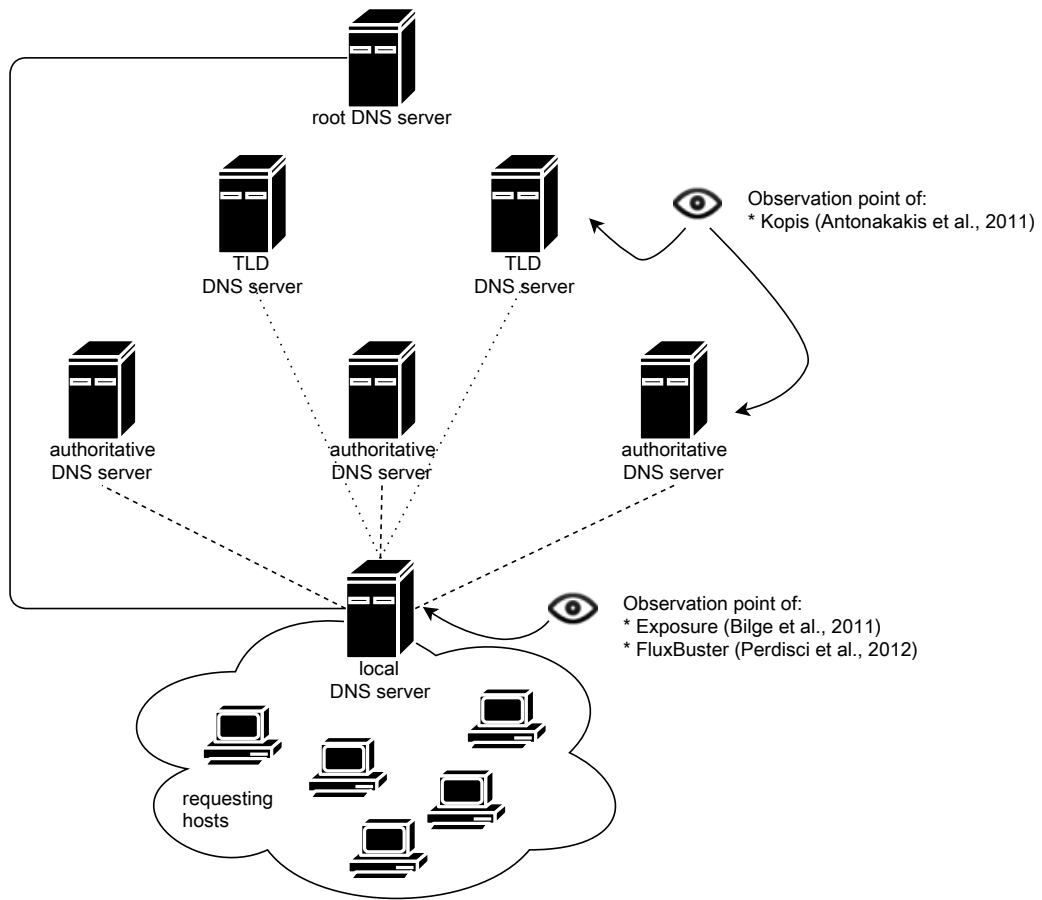 root DNS server
TLD
DNS server
TLD
DNS server
Observation point of:
* Kopis (Antonakakis et al., 2011)
authoritative
DNS server
authoritative
DNS server
authoritative
DNS server
local
DNS server
Observation point of:
* Exposure (Bilge et al., 2011)
* FluxBuster (Perdisci et al., 2012)
requesting
hosts